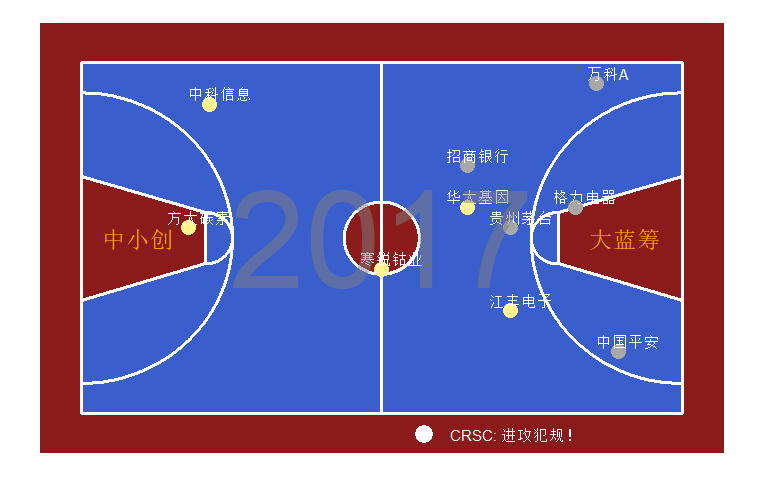 万科A
中科信息
招商银行
华大基因
格力电器
方大碳素
贵州茅台
2017
中小创
大蓝筹
寒锐钴业
江丰电子
中国平安
CRSC: 进攻犯规！